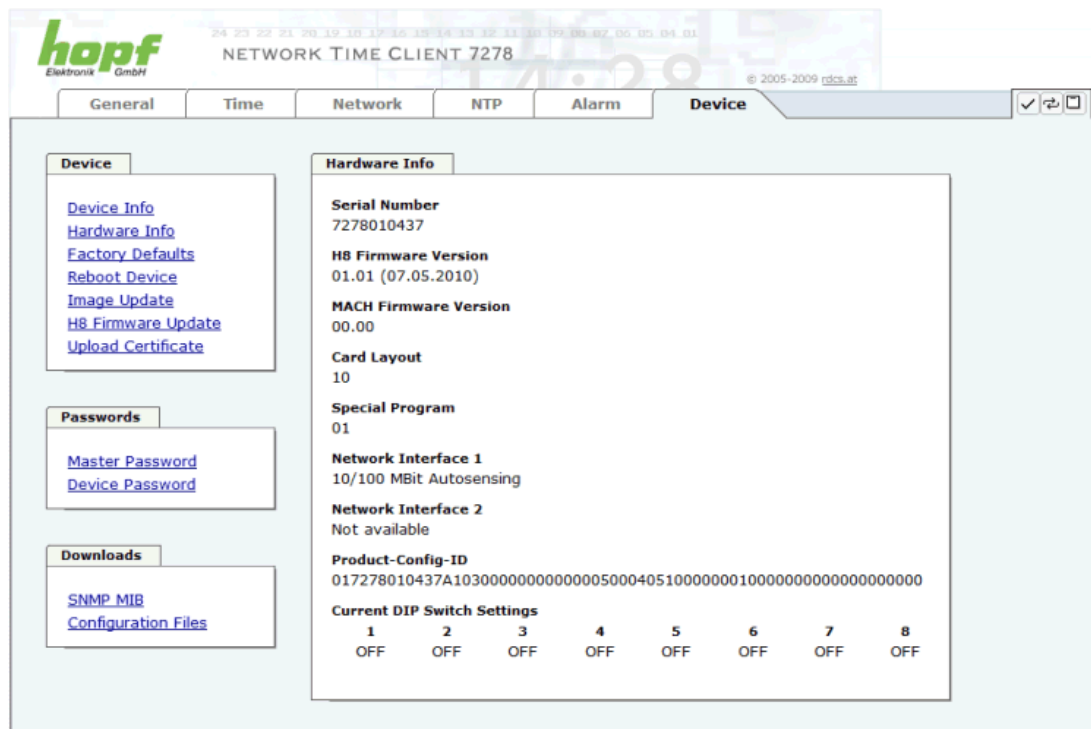 hopf
Elektronik GmbH
24 23 22 21 20 19 18 17 16 15 14 13 12 11 10 09 08 07 06 05 04 01
NETWORK TIME CLIENT 7278
14:28
© 2005-2009 rdcs.at
General Time Network NTP Alarm Device
Device
Device Info
Hardware Info
Factory Defaults
Reboot Device
Image Update
H8 Firmware Update
Upload Certificate
Passwords
Master Password
Device Password
Downloads
SNMP MIB
Configuration Files
Hardware Info
Serial Number
7278010437
H8 Firmware Version
01.01 (07.05.2010)
MACH Firmware Version
00.00
Card Layout
10
Special Program
01
Network Interface 1
10/100 MBit Autosensing
Network Interface 2
Not available
Product-Config-ID
Current DIP Switch Settings
1 2 3 4 5 6 7 8
OFF OFF OFF OFF OFF OFF OFF OFF